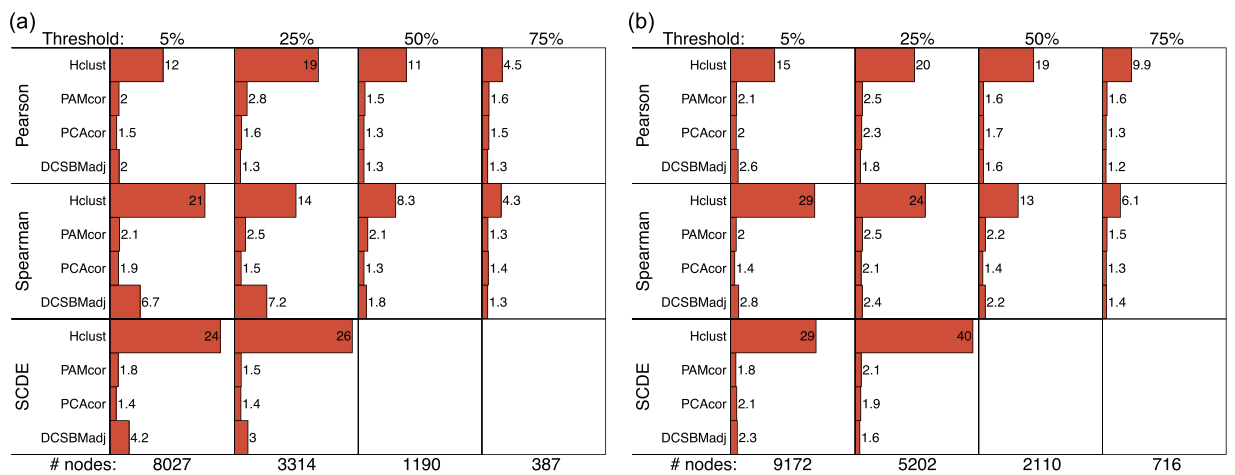 (a)
Threshold: 5% 25% 50% 75%
Pearson
Hclust 12 19 11 4.5
PAMcor 2 2.8 1.5 1.6
PCAcor 1.5 1.6 1.3 1.5
DCSBMadj 2 1.3 1.3 1.3
Spearman
Hclust 21 14 8.3 4.3
PAMcor 2.1 2.5 2.1 1.3
PCAcor 1.9 1.5 1.3 1.4
DCSBMadj 6.7 7.2 1.8 1.3
SCDE
Hclust 24 26
PAMcor 1.8 1.5
PCAcor 1.4 1.4
DCSBMadj 4.2 3
# nodes: 8027 3314 1190 387
(b)
Threshold: 5% 25% 50% 75%
Pearson
Hclust 15 20 19 9.9
PAMcor 2.1 2.5 1.6 1.6
PCAcor 2 2.3 1.7 1.3
DCSBMadj 2.6 1.8 1.6 1.2
Spearman
Hclust 29 24 13 6.1
PAMcor 2 2.5 2.2 1.5
PCAcor 1.4 2.1 1.4 1.3
DCSBMadj 2.8 2.4 2.2 1.4
SCDE
Hclust 29 40
PAMcor 1.8 2.1
PCAcor 2.1 1.9
DCSBMadj 2.3 1.6
# nodes: 9172 5202 2110 716